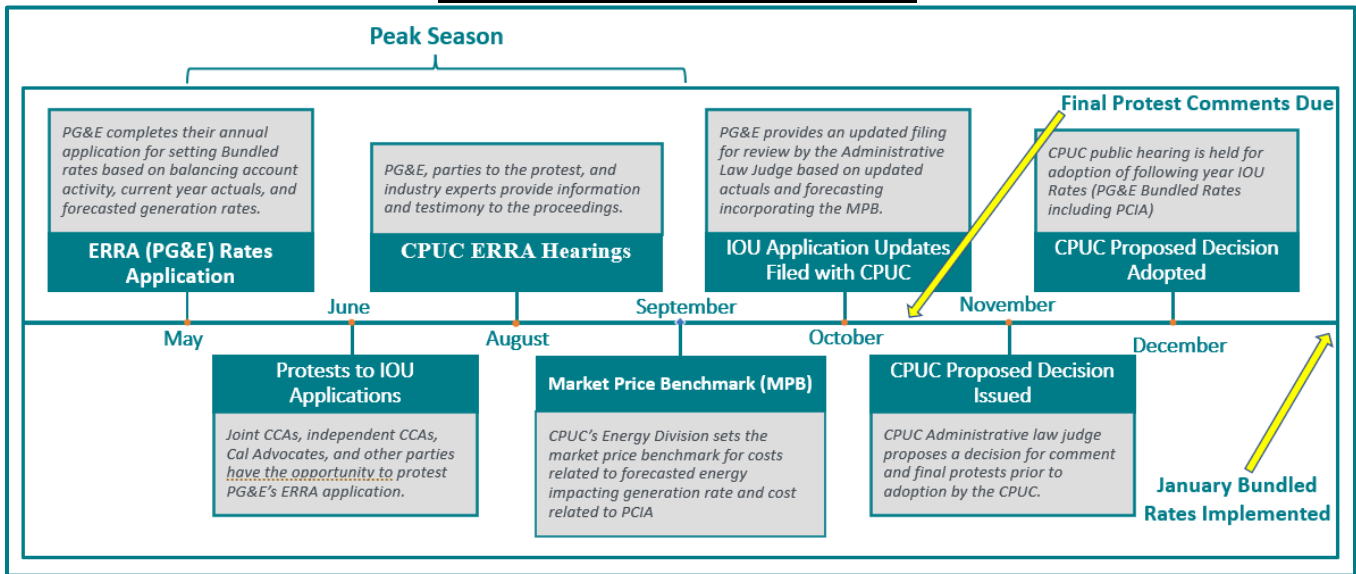 Peak Season
Final Protest Comments Due
PG&E completes their annual
application for setting Bundled
rates based on balancing account
activity, current year actuals, and
forecasted generation rates.
ERRA (PG&E) Rates
Application
PG&E, parties to the protest, and
industry experts provide information
and testimony to the proceedings.
CPUC ERRA Hearings
PG&E provides an updated filing
for review by the Administrative
Law Judge based on updated
actuals and forecasting
incorporating the MPB.
IOU Application Updates
Filed with CPUC
CPUC public hearing is held for
adoption of following year IOU
Rates (PG&E Bundled Rates
including PCIA)
CPUC Proposed Decision
Adopted
May
June
August
September
October
November
December
Protests to IOU
Applications
Joint CCAs, independent CCAs,
Cal Advocates, and other parties
have the opportunity to protest
PG&E's ERRA application.
Market Price Benchmark (MPB)
CPUC's Energy Division sets the
market price benchmark for costs
related to forecasted energy
impacting generation rate and cost
related to PCIA
CPUC Proposed Decision
Issued
CPUC Administrative law judge
proposes a decision for comment
and final protests prior to
adoption by the CPUC.
January Bundled
Rates Implemented